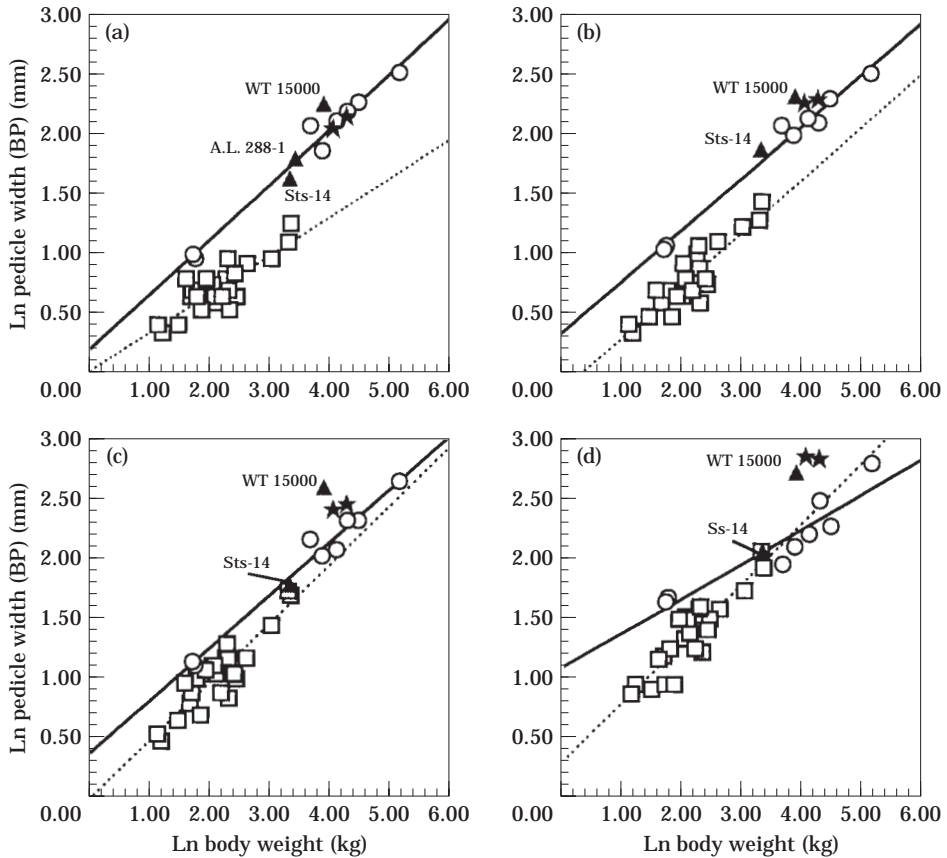 3.00
(a)
2.50
WT 15000
2.00
A.L. 288-1
1.50
Sts-14
1.00
0.50
0.00 1.00 2.00 3.00 4.00 5.00 6.00
Ln pedicle width (BP) (mm)
3.00
(b)
2.50
WT 15000
2.00
Sts-14
1.50
1.00
0.50
0.00 1.00 2.00 3.00 4.00 5.00 6.00
3.00
(c)
2.50
WT 15000
2.00
Sts-14
1.50
1.00
0.50
0.00 1.00 2.00 3.00 4.00 5.00 6.00
Ln pedicle width (BP) (mm)
Ln body weight (kg)
3.00
(d)
WT 15000
2.50
Ss-14
2.00
1.50
1.00
0.50
0.00 1.00 2.00 3.00 4.00 5.00 6.00
Ln body weight (kg)